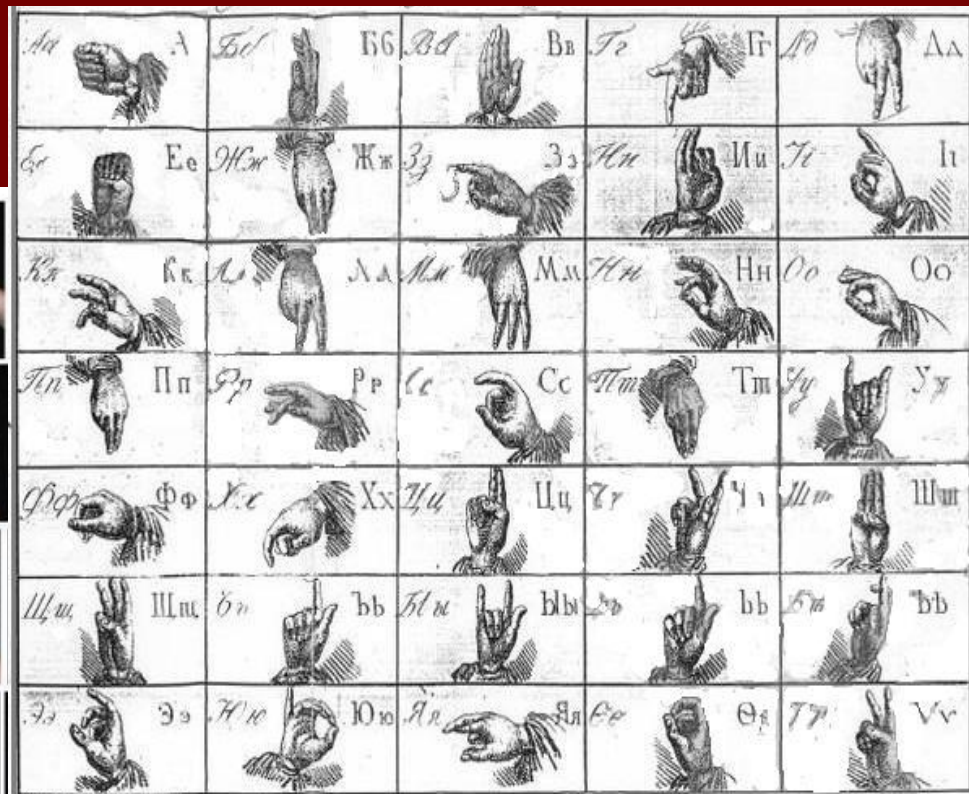 Аа А Бб Бб Вв Вв Гг Гг Дд Дд
Ее Ее Жж Жж Зз Зз Ии Ии Іі Іі
Кк Кк Лл Лл Мм Мм Нн Нн Оо Оо
Пп Пп Рр Рр Сс Сс Тт Тт Уу Уу
Фф Фф Хх Хх Цц Цц Чч Чч Шш Шш
Щщ Щщ Ъъ Ъъ Ыы Ыы Ьь Ьь Ѣѣ Ѣѣ
Ээ Ээ Юю Юю Яя Яя Ѳѳ Ѳѳ Ѵѵ Ѵѵ